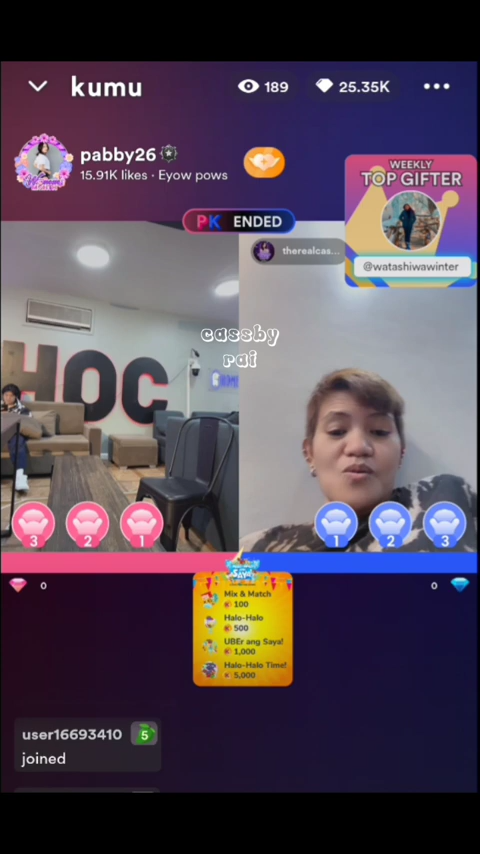 kumu
189
25.35K
pabby26
15.91K likes · Eyow pows
WEEKLY
TOP GIFTER
@watashiwawinter
PK ENDED
therealcas...
cassby
rai
HOC
3
2
1
1
2
3
0
0
Mix & Match
100
Halo-Halo
500
UBEr ang Saya!
1,000
Halo-Halo Time!
5,000
user16693410
5
joined